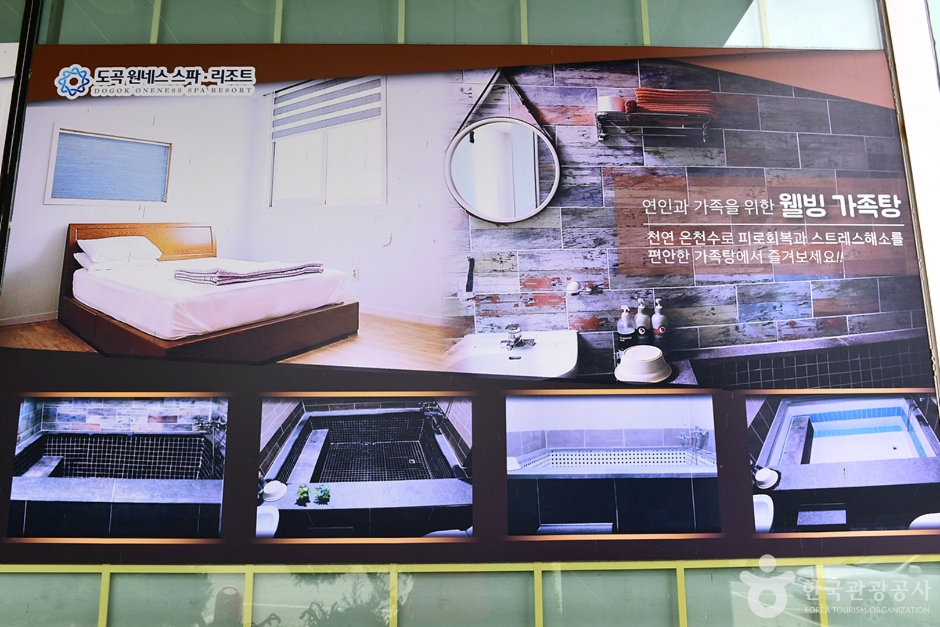 도곡 원네스 스파·리조트
DOGOK ONENESS SPA RESORT
연인과 가족을 위한 웰빙 가족탕
천연 온천수로 피로회복과 스트레스해소를
편안한 가족탕에서 즐겨보세요!!
한국관광공사
KOREA TOURISM ORGANIZATION